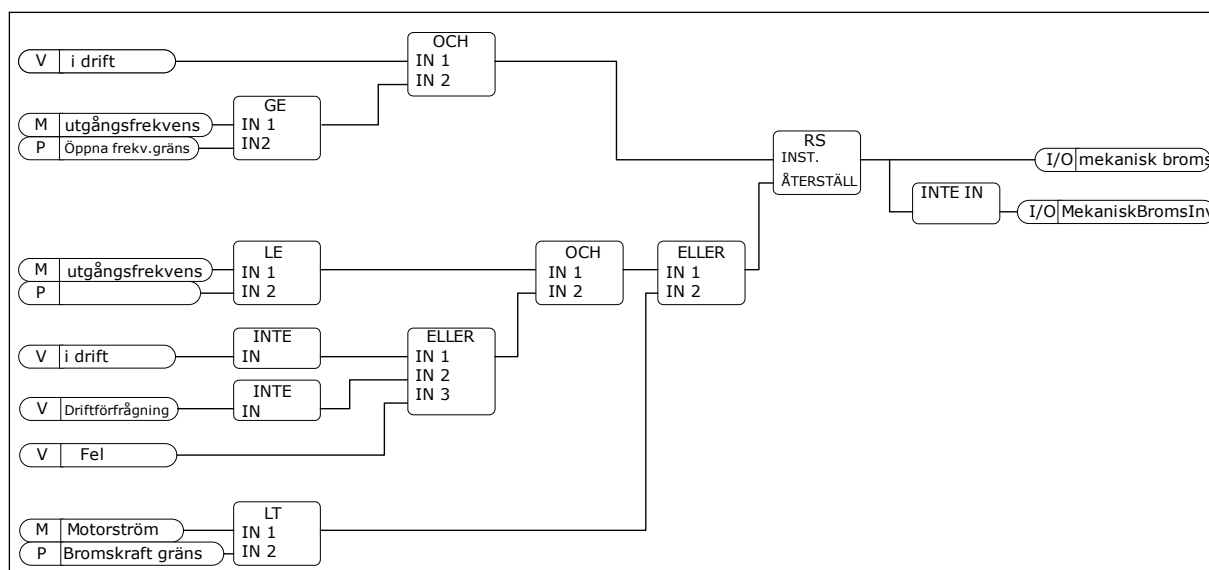 OCH
V i drift
IN 1
IN 2
GE
M utgångsfrekvens
IN 1
P Öppna frekv.gräns
IN2
RS
INST.
ÅTERSTÄLL
I/O mekanisk broms
INTE IN
I/O MekaniskBromsInv
LE
M utgångsfrekvens
IN 1
P
IN 2
OCH
IN 1
IN 2
ELLER
IN 1
IN 2
INTE
V i drift
IN
ELLER
IN 1
IN 2
IN 3
INTE
V Driftförfrågning
IN
V Fel
LT
M Motorström
IN 1
P Bromskraft gräns
IN 2